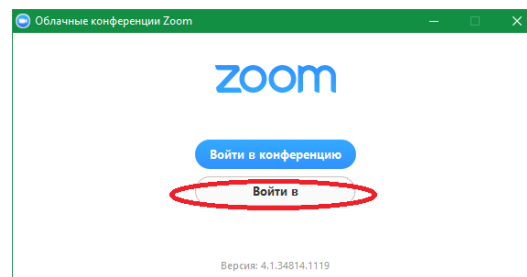 Облачные конференции Zoom
zoom
Войти в конференцию
Войти в
Версия: 4.1.34814.1119